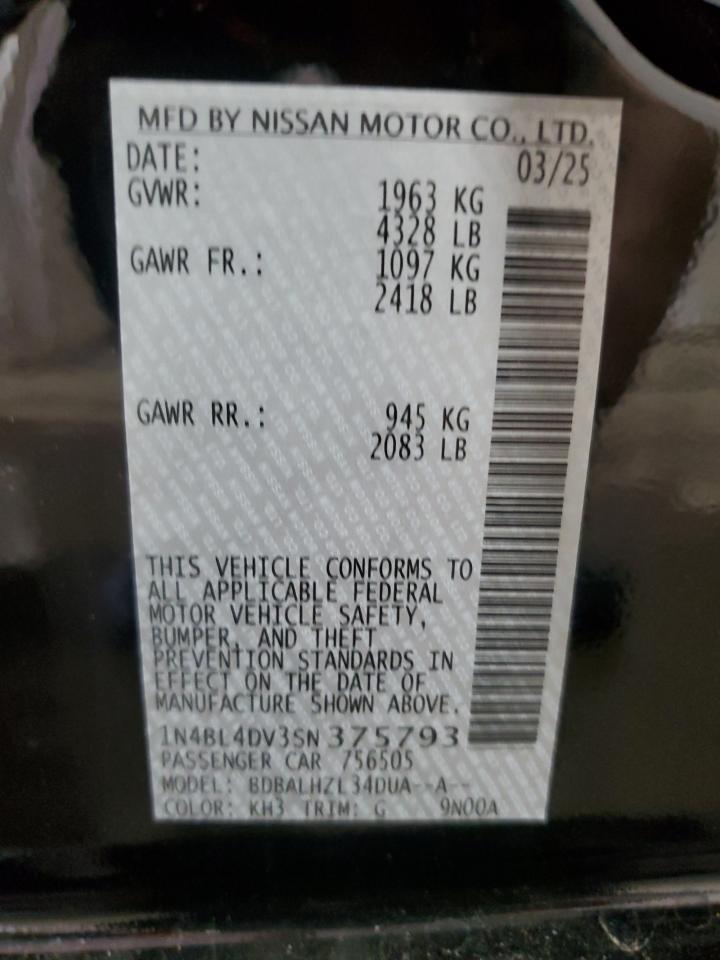 MFD BY NISSAN MOTOR CO., LTD.
DATE: 03/25
GVWR: 1963 KG
4328 LB
GAWR FR.: 1097 KG
2418 LB
GAWR RR.: 945 KG
2083 LB
THIS VEHICLE CONFORMS TO
ALL APPLICABLE FEDERAL
MOTOR VEHICLE SAFETY,
BUMPER, AND THEFT
PREVENTION STANDARDS IN
EFFECT ON THE DATE OF
MANUFACTURE SHOWN ABOVE.
1N4BL4DV3SN375793
PASSENGER CAR 756505
MODEL: BDBALHZL34DUA--A--
COLOR: KH3 TRIM: G 9N00A